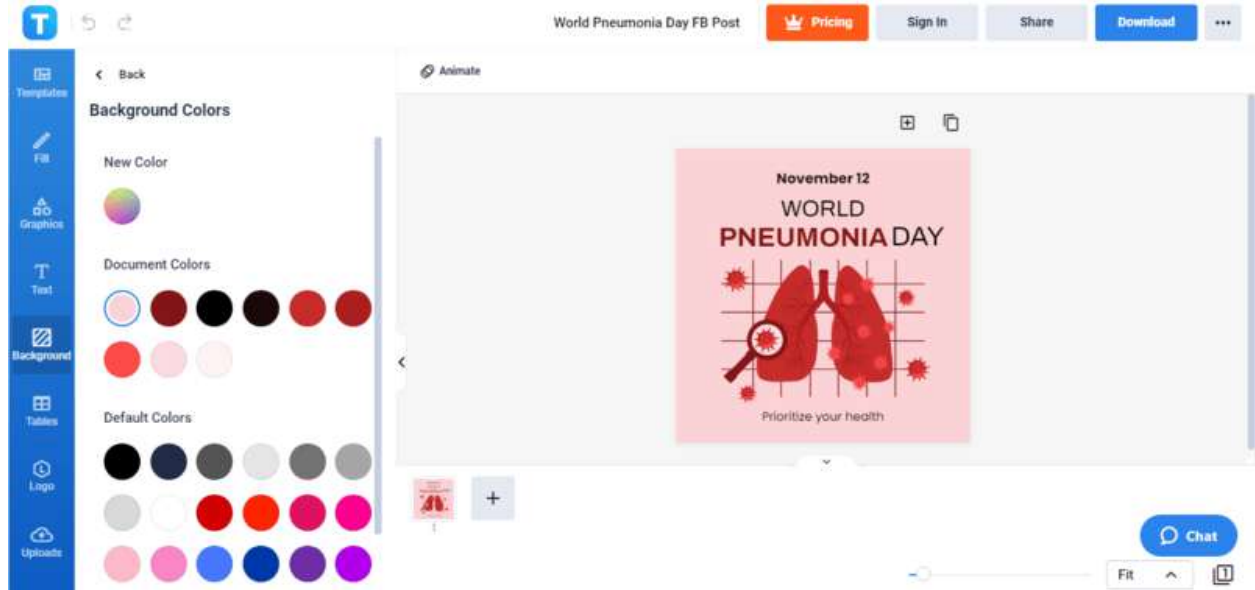 T
World Pneumonia Day FB Post
Pricing
Sign In
Share
Download
Templates
Fill
Graphics
T
Text
Background
Tables
L
Logo
Uploads
Back
Background Colors
New Color
Document Colors
Default Colors
Animate
November 12
WORLD
PNEUMONIA DAY
Prioritize your health
1
Chat
Fit
1